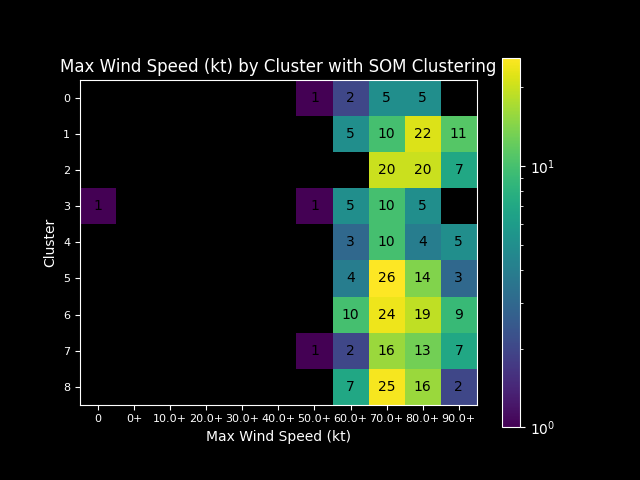 Max Wind Speed (kt) by Cluster with SOM Clustering
0 1 2 5 5
1 5 10 22 11
2 20 20 7
3 1 1 5 10 5
4 3 10 4 5
5 4 26 14 3
6 10 24 19 9
7 1 2 16 13 7
8 7 25 16 2
0 0+ 10.0+ 20.0+ 30.0+ 40.0+ 50.0+ 60.0+ 70.0+ 80.0+ 90.0+
Max Wind Speed (kt)
Cluster
10¹
10⁰